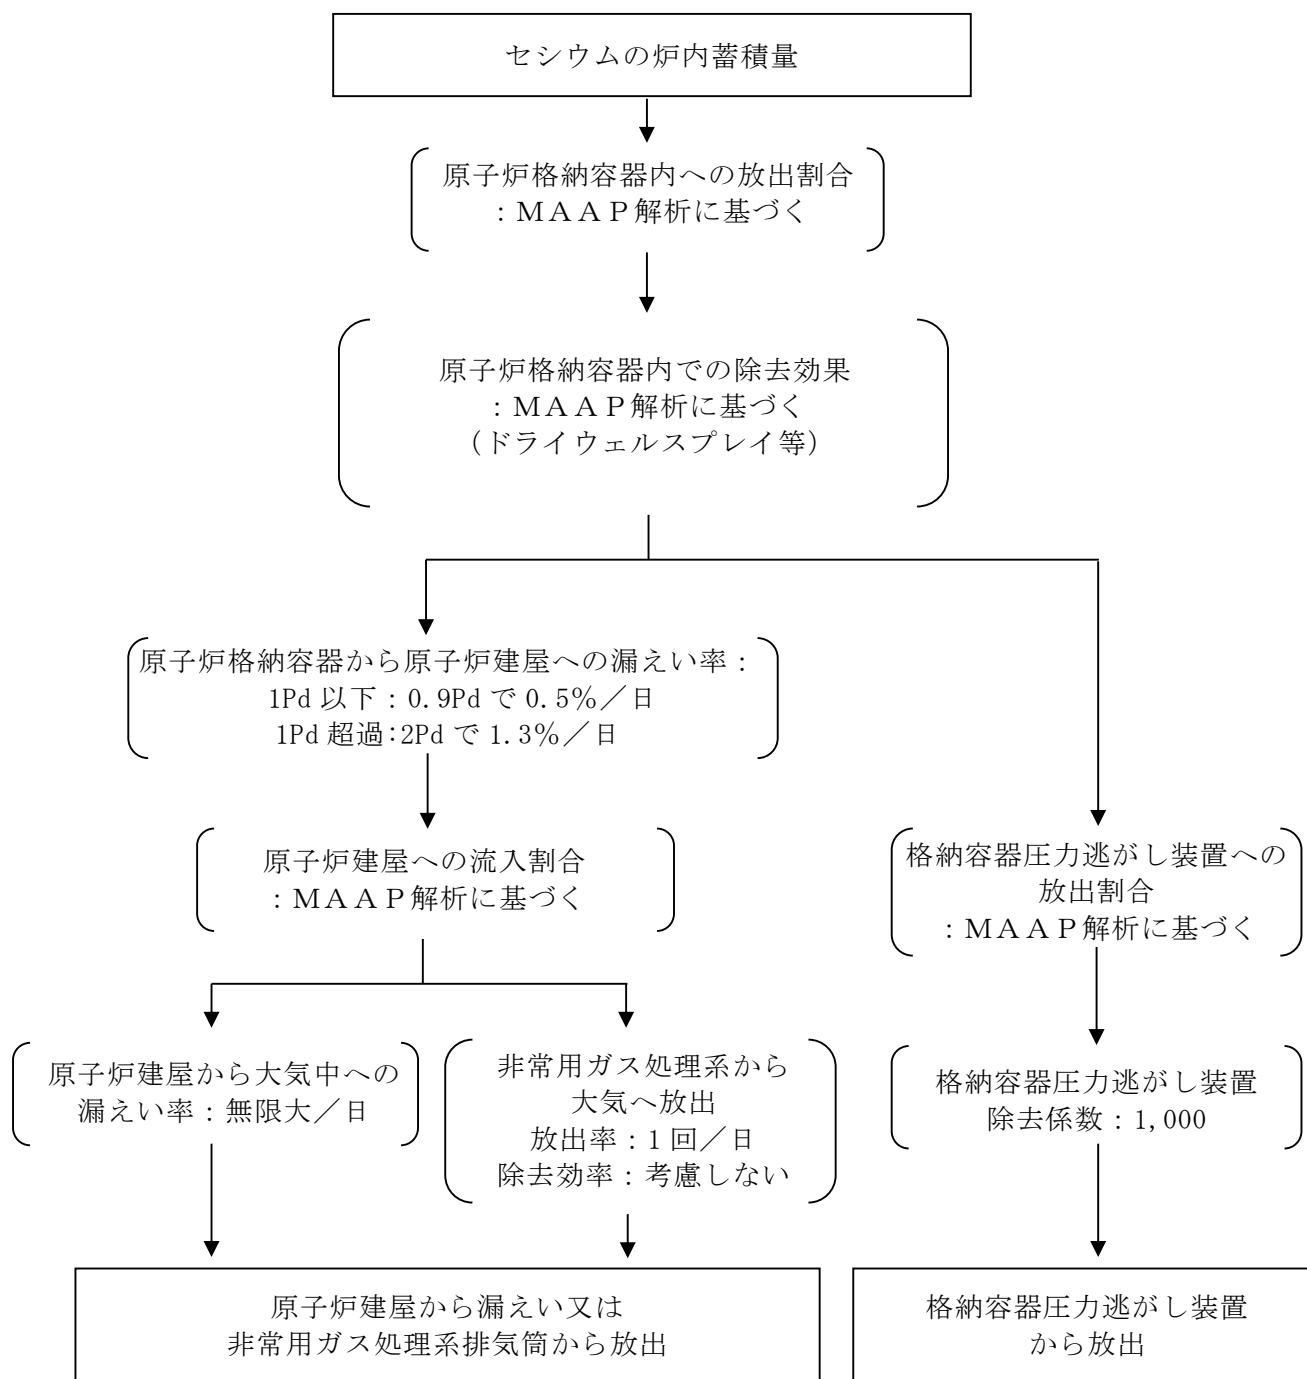 セシウムの炉内蓄積量
原子炉格納容器内への放出割合
：ＭＡＡＰ解析に基づく
原子炉格納容器内での除去効果
：ＭＡＡＰ解析に基づく
（ドライウェルスプレイ等）
原子炉格納容器から原子炉建屋への漏えい率：
1Pd 以下：0.9Pd で 0.5％／日
1Pd 超過：2Pd で 1.3％／日
原子炉建屋への流入割合
：ＭＡＡＰ解析に基づく
格納容器圧力逃がし装置への
放出割合
：ＭＡＡＰ解析に基づく
原子炉建屋から大気中への
漏えい率：無限大／日
非常用ガス処理系から
大気へ放出
放出率：1 回／日
除去効率：考慮しない
格納容器圧力逃がし装置
除去係数：1,000
原子炉建屋から漏えい又は
非常用ガス処理系排気筒から放出
格納容器圧力逃がし装置
から放出